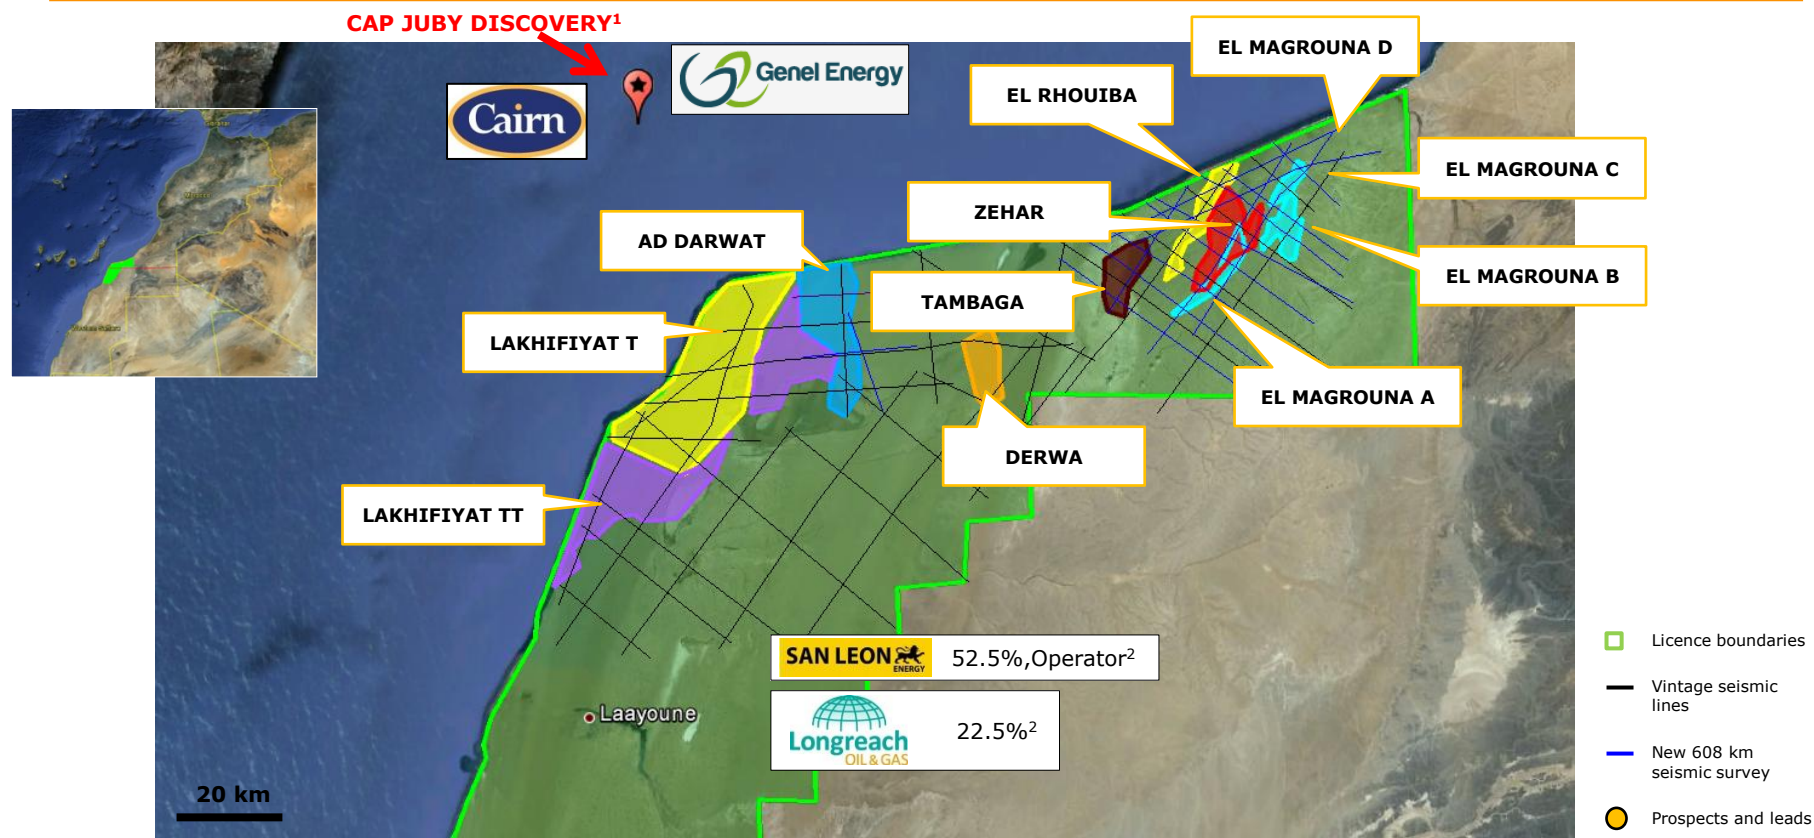 CAP JUBY DISCOVERY¹
EL MAGROUNA D
Genel Energy
Cairn
EL RHOUIBA
EL MAGROUNA C
ZEHAR
AD DARWAT
EL MAGROUNA B
TAMBAGA
LAKHIFIYAT T
EL MAGROUNA A
DERWA
LAKHIFIYAT TT
SAN LEON
ENERGY
52.5%,Operator²
Laayoune
Longreach
OIL & GAS
22.5%²
20 km
Licence boundaries
Vintage seismic
lines
New 608 km
seismic survey
Prospects and leads